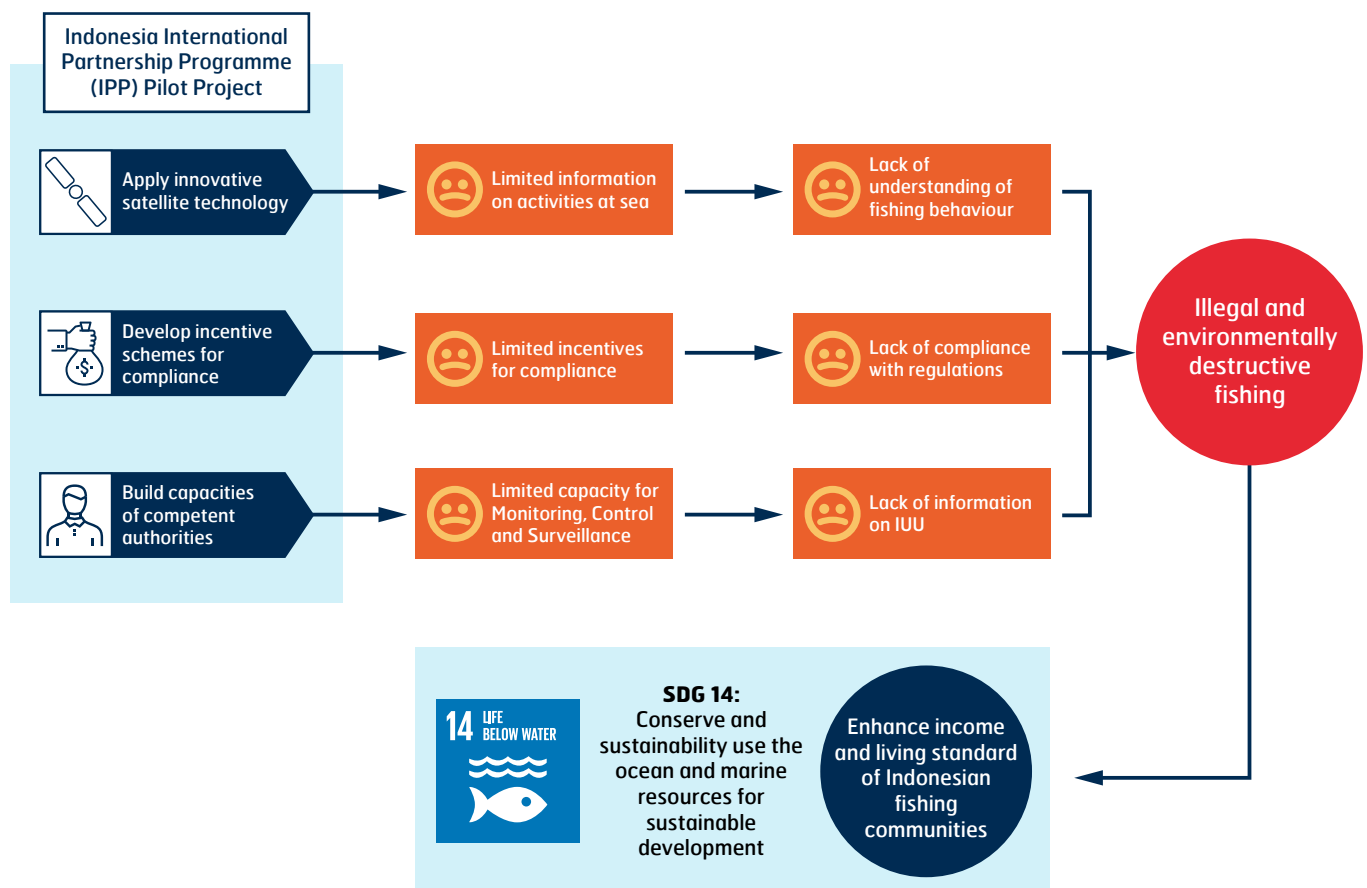 Indonesia International
Partnership Programme
(IPP) Pilot Project
Apply innovative
satellite technology
Limited information
on activities at sea
Lack of
understanding of
fishing behaviour
Develop incentive
schemes for
compliance
$
Limited incentives
for compliance
Lack of compliance
with regulations
Illegal and
environmentally
destructive
fishing
Build capacities
of competent
authorities
Limited capacity for
Monitoring, Control
and Surveillance
Lack of information
on IUU
14 LIFE
BELOW WATER
SDG 14:
Conserve and
sustainability use the
ocean and marine
resources for
sustainable
development
Enhance income
and living standard
of Indonesian
fishing
communities